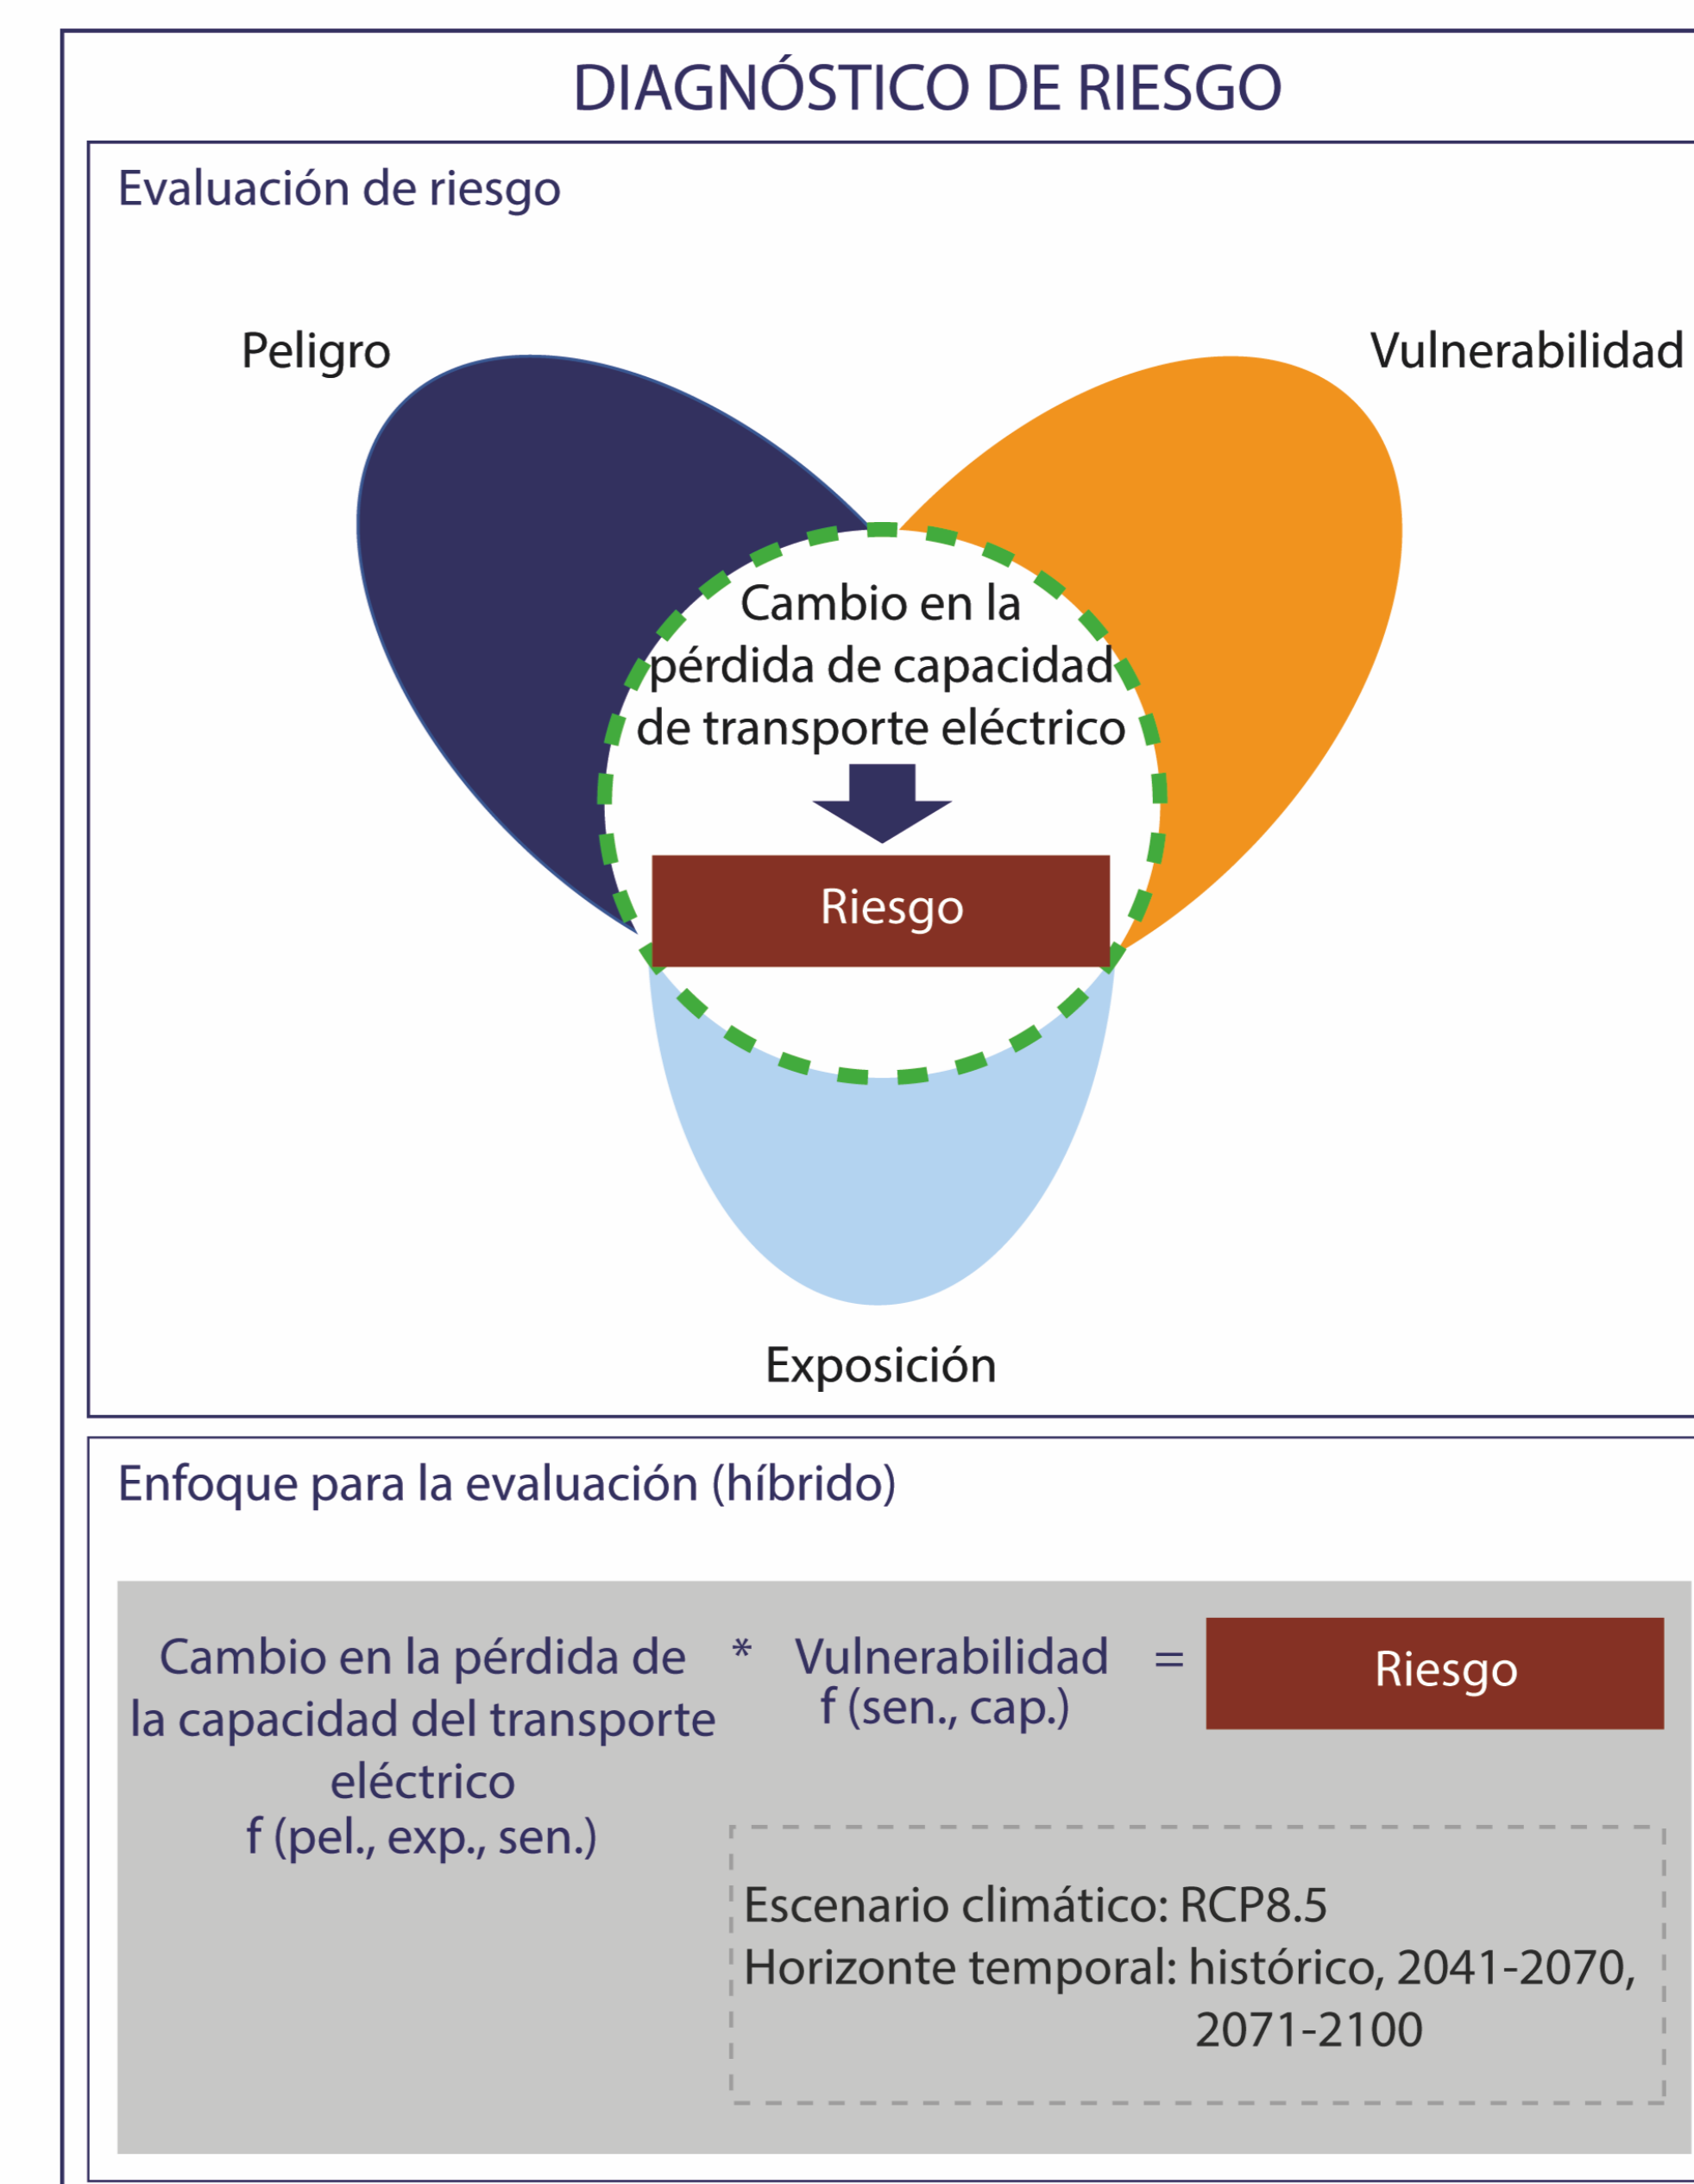 DIAGNÓSTICO DE RIESGO
Evaluación de riesgo
Peligro
Vulnerabilidad
Cambio en la
pérdida de capacidad
de transporte eléctrico
Riesgo
Exposición
Enfoque para la evaluación (híbrido)
Cambio en la pérdida de * Vulnerabilidad = Riesgo
la capacidad del transporte f (sen., cap.)
eléctrico
f (pel., exp., sen.)
Escenario climático: RCP8.5
Horizonte temporal: histórico, 2041-2070,
2071-2100